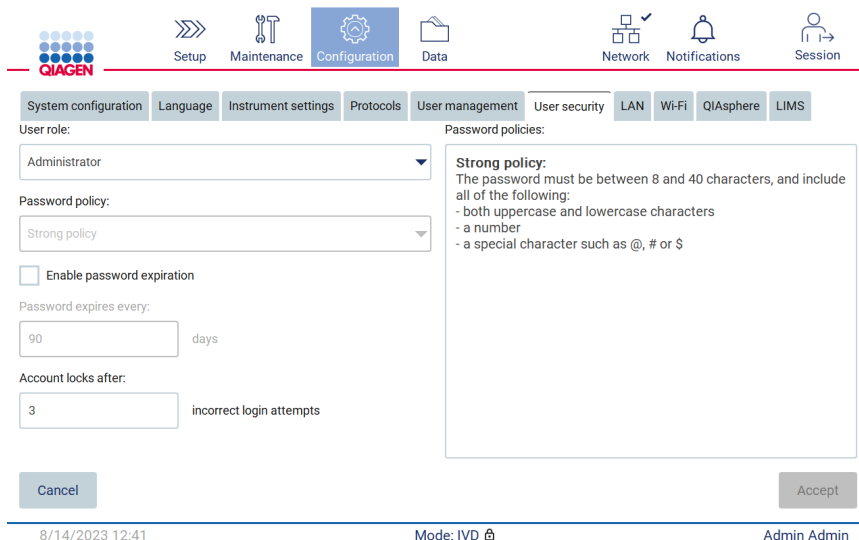 QIAGEN
Setup
Maintenance
Configuration
Data
Network
Notifications
Session
System configuration
Language
Instrument settings
Protocols
User management
User security
LAN
Wi-Fi
QIAsphere
LIMS
User role:
Administrator
Password policy:
Strong policy
Enable password expiration
Password expires every:
90 days
Account locks after:
3 incorrect login attempts
Password policies:
Strong policy:
The password must be between 8 and 40 characters, and include
all of the following:
- both uppercase and lowercase characters
- a number
- a special character such as @, # or $
Cancel
Accept
8/14/2023 12:41
Mode: IVD
Admin Admin